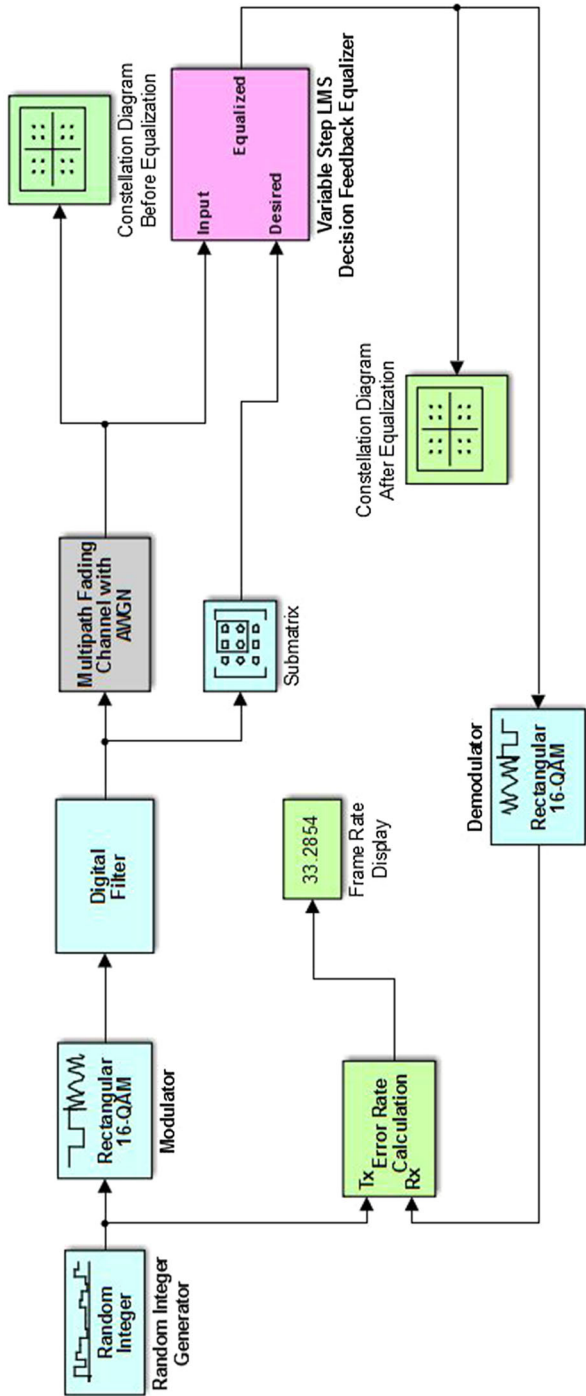 Random
Integer
Random Integer
Generator
Rectangular
16-QAM
Modulator
Digital
Filter
Multipath Fading
Channel with
AWGN
Submatrix
Constellation Diagram
Before Equalization
Input
Desired
Equalized
Variable Step LMS
Decision Feedback Equalizer
Constellation Diagram
After Equalization
Tx
Error Rate
Calculation
Rx
33.2854
Frame Rate
Display
Demodulator
Rectangular
16-QAM